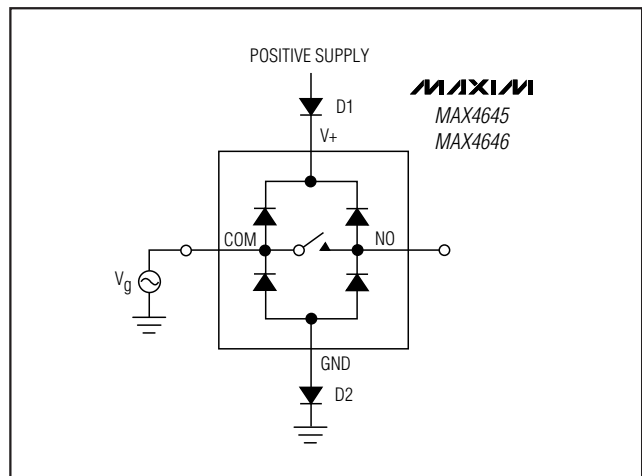 POSITIVE SUPPLY
MAXIM
D1
MAX4645
V+
MAX4646
COM
NO
Vg
GND
D2